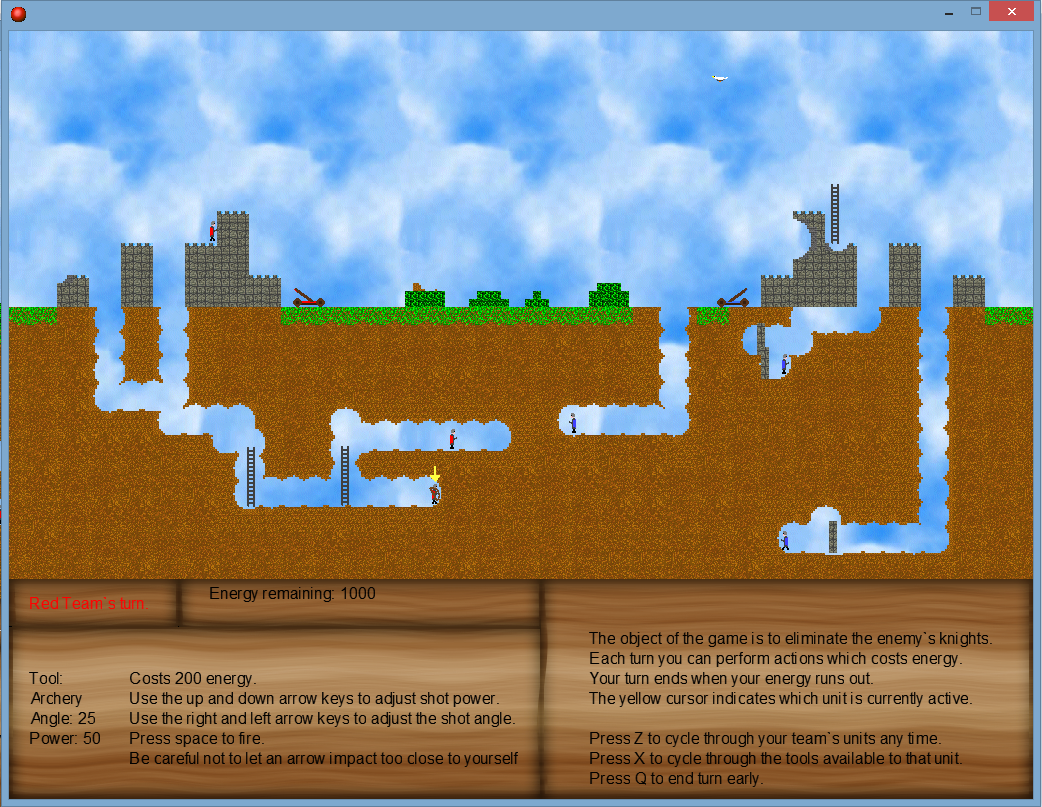 Red Team`s turn.
Energy remaining: 1000
Tool:
Archery
Angle: 25
Power: 50
Costs 200 energy.
Use the up and down arrow keys to adjust shot power.
Use the right and left arrow keys to adjust the shot angle.
Press space to fire.
Be careful not to let an arrow impact too close to yourself
The object of the game is to eliminate the enemy`s knights.
Each turn you can perform actions which costs energy.
Your turn ends when your energy runs out.
The yellow cursor indicates which unit is currently active.
Press Z to cycle through your team`s units any time.
Press X to cycle through the tools available to that unit.
Press Q to end turn early.